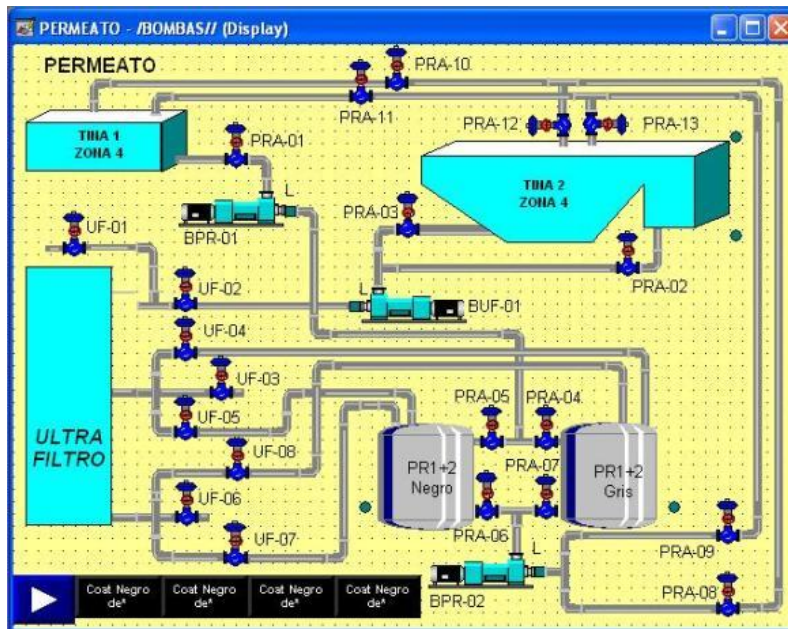 PERMEATO - /BOMBAS// (Display)
PERMEATO
PRA-10
PRA-11
PRA-12
PRA-13
TINA 1
ZONA 4
PRA-01
TINA 2
ZONA 4
L
BPR-01
PRA-03
UF-01
PRA-02
UF-02
L
BUF-01
UF-04
UF-03
PRA-05
PRA-04
UF-05
ULTRA
FILTRO
UF-08
PR1+2
Negro
PRA-07
PR1+2
Gris
UF-06
PRA-06
UF-07
L
PRA-09
BPR-02
PRA-08
Coat Negro
de*
Coat Negro
de*
Coat Negro
de*
Coat Negro
de*